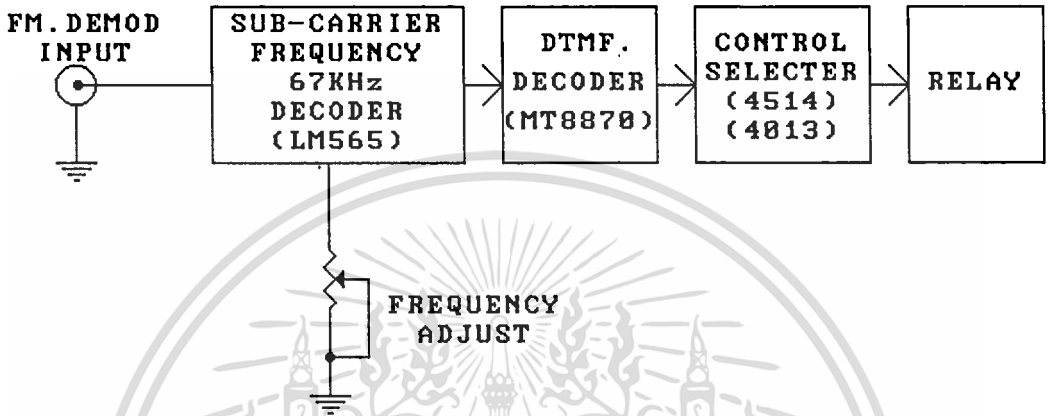 FM.DEMOD
INPUT
SUB-CARRIER
FREQUENCY
67KHz
DECODER
(LM565)
DTMF.
DECODER
(MT8870)
CONTROL
SELECTER
(4514)
(4013)
RELAY
FREQUENCY
ADJUST